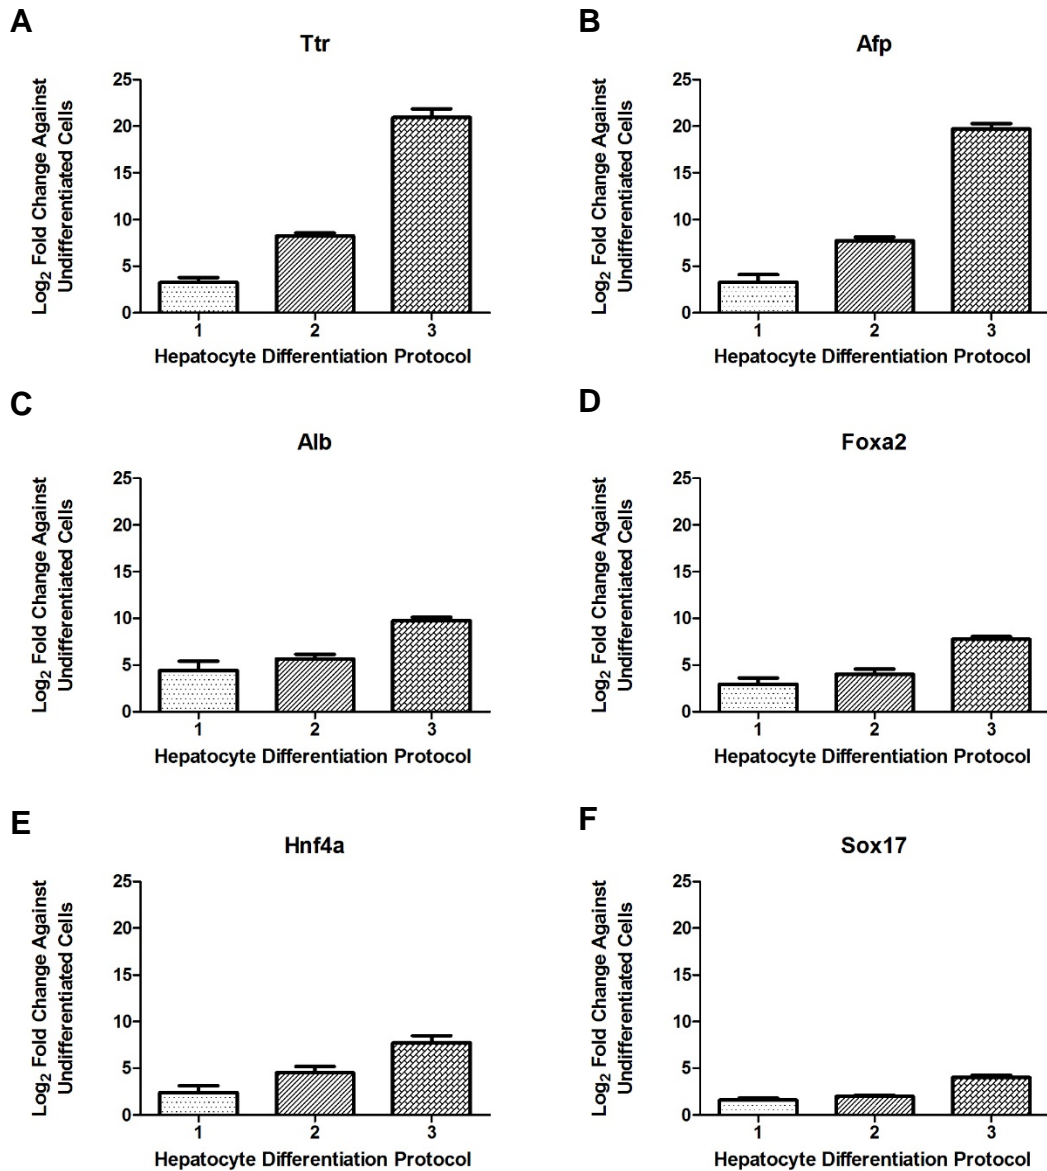 A
Ttr
Log2 Fold Change Against
Undifferentiated Cells
25
20
15
10
5
0
1 2 3
Hepatocyte Differentiation Protocol
B
Afp
Log2 Fold Change Against
Undifferentiated Cells
25
20
15
10
5
0
1 2 3
Hepatocyte Differentiation Protocol
C
Alb
Log2 Fold Change Against
Undifferentiated Cells
25
20
15
10
5
0
1 2 3
Hepatocyte Differentiation Protocol
D
Foxa2
Log2 Fold Change Against
Undifferentiated Cells
25
20
15
10
5
0
1 2 3
Hepatocyte Differentiation Protocol
E
Hnf4a
Log2 Fold Change Against
Undifferentiated Cells
25
20
15
10
5
0
1 2 3
Hepatocyte Differentiation Protocol
F
Sox17
Log2 Fold Change Against
Undifferentiated Cells
25
20
15
10
5
0
1 2 3
Hepatocyte Differentiation Protocol